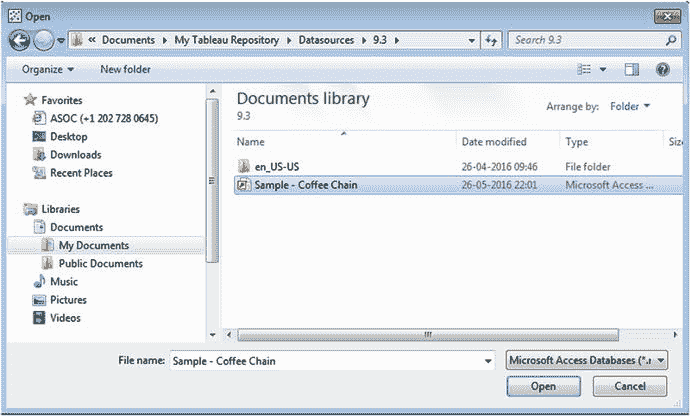 Open
« Documents ▸ My Tableau Repository ▸ Datasources ▸ 9.3 ▸
Search 9.3
Organize ▾ New folder
Favorites
ASOC (+1 202 728 0645)
Desktop
Downloads
Recent Places
Libraries
Documents
My Documents
Public Documents
Music
Pictures
Videos
Documents library
9.3
Arrange by: Folder ▾
Name Date modified Type Size
en_US-US 26-04-2016 09:46 File folder
Sample - Coffee Chain 26-05-2016 22:01 Microsoft Access ...
File name: Sample - Coffee Chain
Microsoft Access Databases (*.
Open Cancel